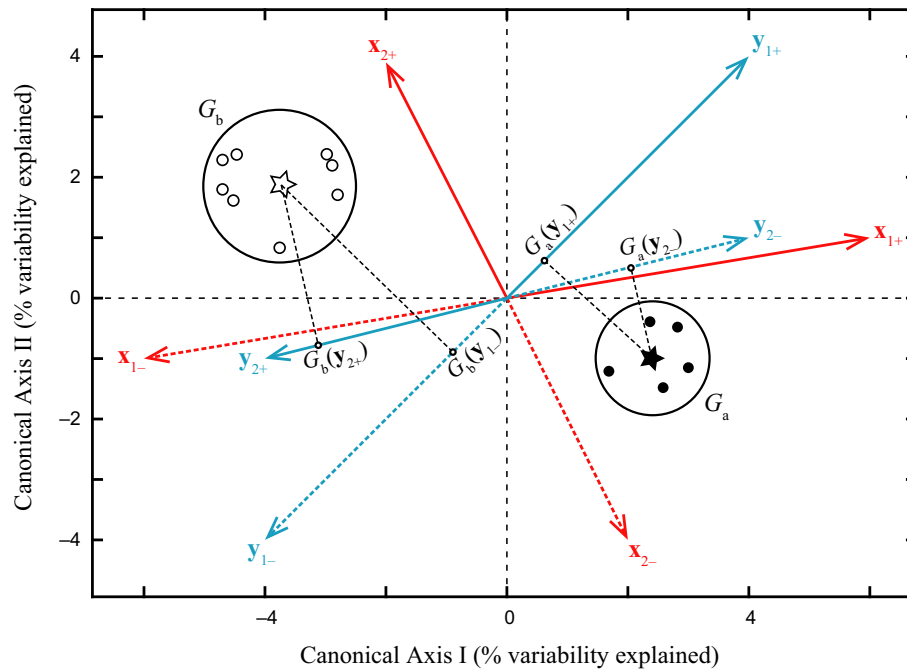 4
2
0
–2
–4
–4
0
4
Canonical Axis II (% variability explained)
Canonical Axis I (% variability explained)
x2+
y1+
Gb
Ga(y1+)
Ga(y2–)
y2–
x1+
x1–
y2+
Gb(y2+)
Gb(y1–)
Ga
y1–
x2–